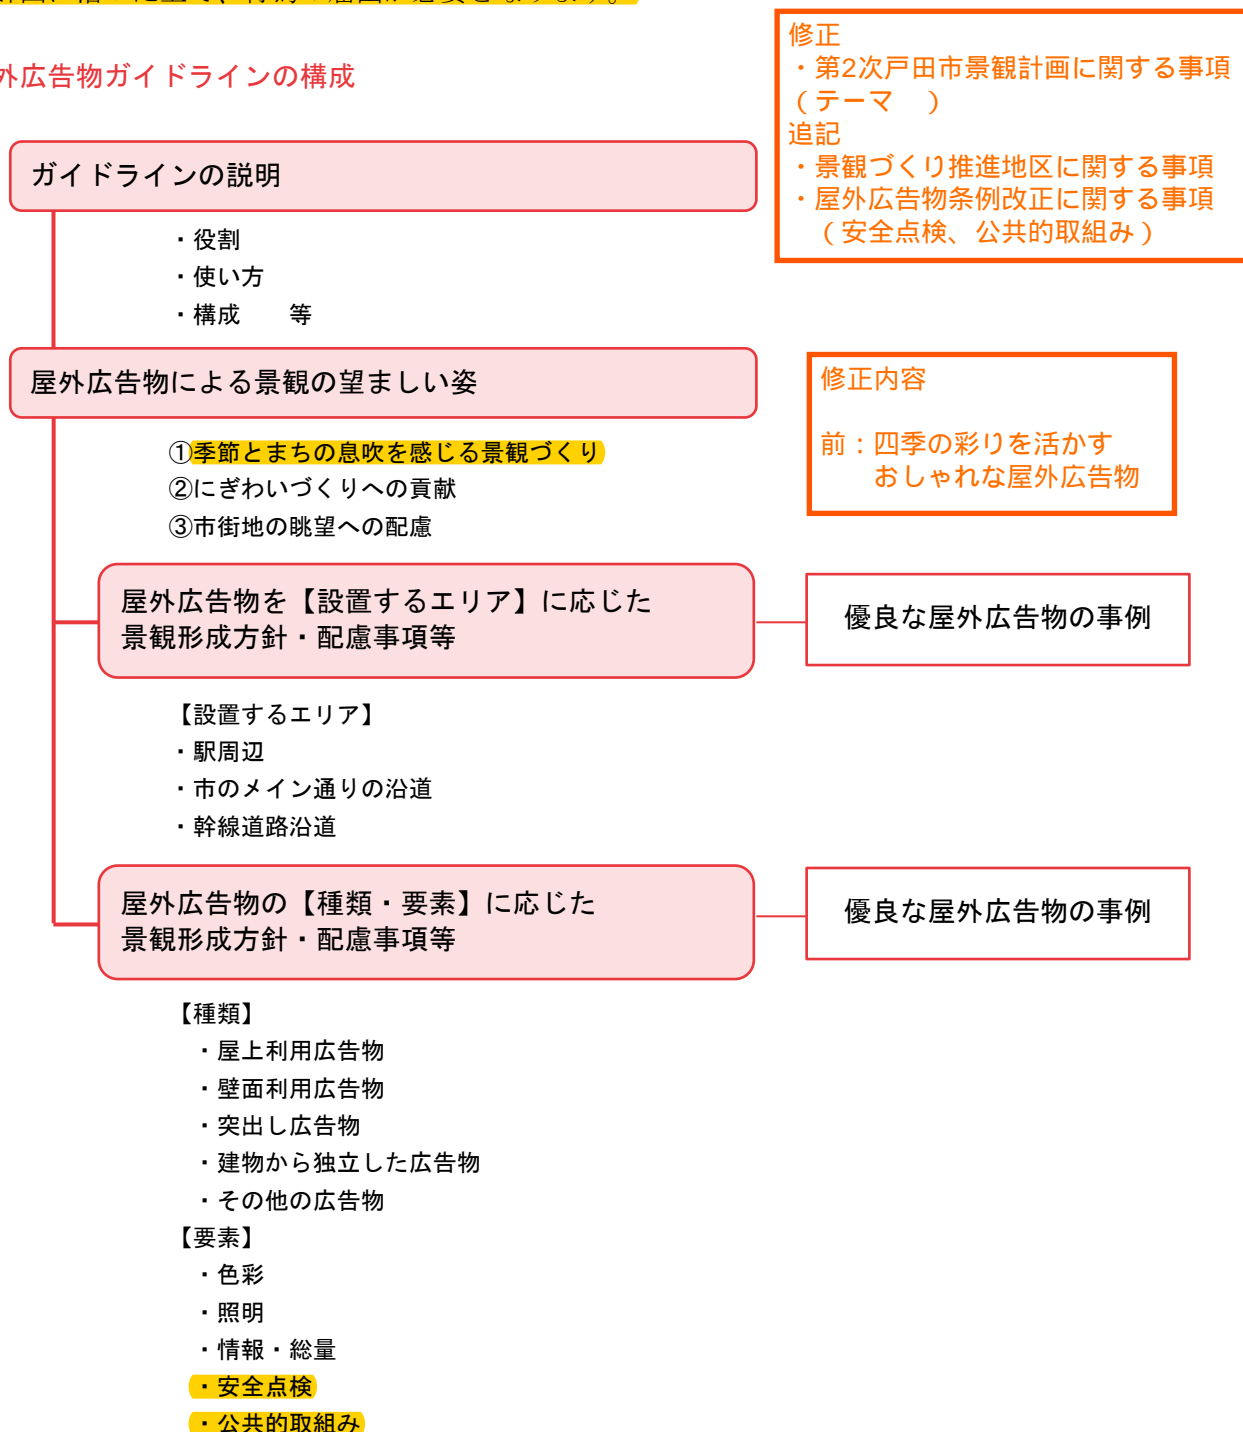 外広告物ガイドラインの構成
修正
・第2次戸田市景観計画に関する事項
（テーマ　）
追記
・景観づくり推進地区に関する事項
・屋外広告物条例改正に関する事項
（安全点検、公共的取組み）
ガイドラインの説明
・役割
・使い方
・構成　　等
屋外広告物による景観の望ましい姿
①季節とまちの息吹を感じる景観づくり
②にぎわいづくりへの貢献
③市街地の眺望への配慮
修正内容
前：四季の彩りを活かす
おしゃれな屋外広告物
屋外広告物を【設置するエリア】に応じた
景観形成方針・配慮事項等
優良な屋外広告物の事例
【設置するエリア】
・駅周辺
・市のメイン通りの沿道
・幹線道路沿道
屋外広告物の【種類・要素】に応じた
景観形成方針・配慮事項等
優良な屋外広告物の事例
【種類】
・屋上利用広告物
・壁面利用広告物
・突出し広告物
・建物から独立した広告物
・その他の広告物
【要素】
・色彩
・照明
・情報・総量
・安全点検
・公共的取組み